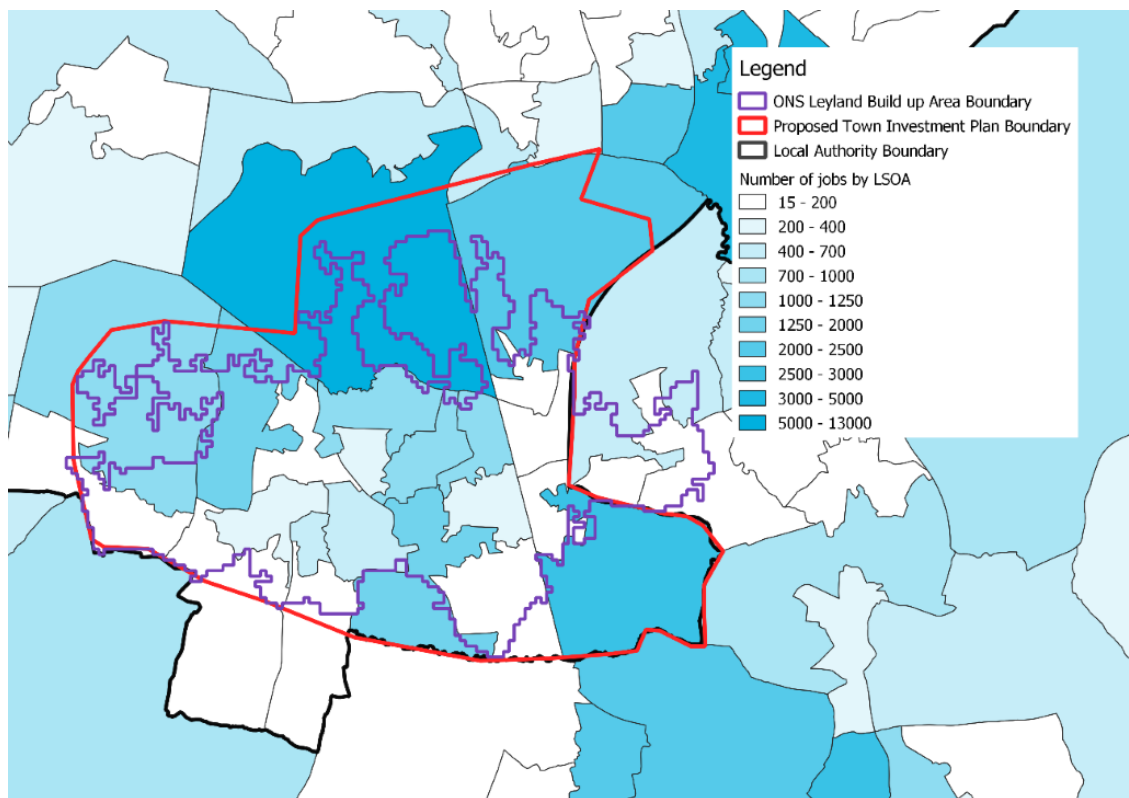 Legend
ONS Leyland Build up Area Boundary
Proposed Town Investment Plan Boundary
Local Authority Boundary
Number of jobs by LSOA
15 - 200
200 - 400
400 - 700
700 - 1000
1000 - 1250
1250 - 2000
2000 - 2500
2500 - 3000
3000 - 5000
5000 - 13000